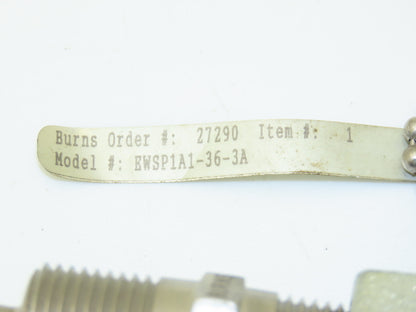 Burns Order #: 27290 Item #: 1
Model #: EWSP1A1-36-3A